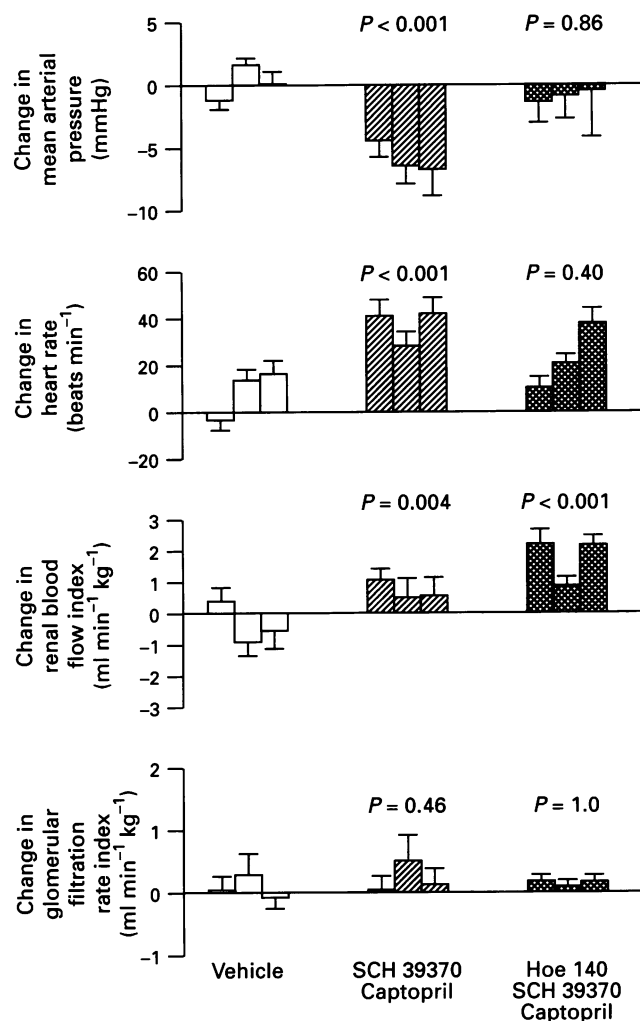 Change in
mean arterial
pressure
(mmHg)
5
0
−5
−10
P < 0.001
P = 0.86
Change in
heart rate
(beats min⁻¹)
60
40
20
0
−20
P < 0.001
P = 0.40
Change in
renal blood
flow index
(ml min⁻¹ kg⁻¹)
3
2
1
0
−1
−2
−3
P = 0.004
P < 0.001
Change in
glomerular
filtration
rate index
(ml min⁻¹ kg⁻¹)
2
1
0
−1
P = 0.46
P = 1.0
Vehicle
SCH 39370
Captopril
Hoe 140
SCH 39370
Captopril